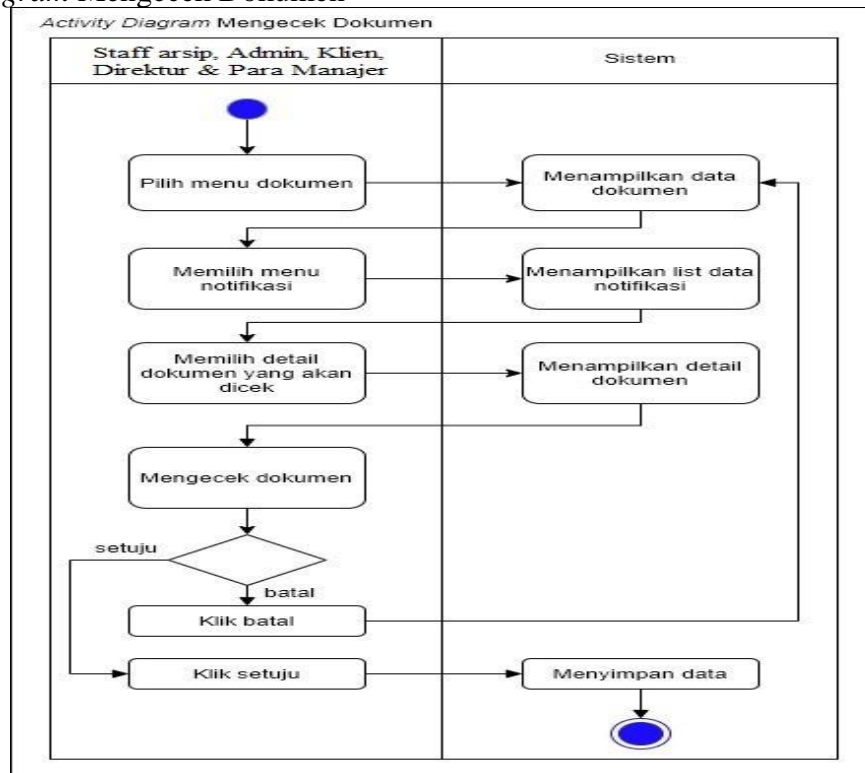 Activity Diagram Mengecek Dokumen
Staff arsip, Admin, Klien,
Direktur & Para Manajer
Sistem
Pilih menu dokumen
Menampilkan data
dokumen
Memilih menu
notifikasi
Menampilkan list data
notifikasi
Memilih detail
dokumen yang akan
dicek
Menampilkan detail
dokumen
Mengecek dokumen
setuju
batal
Klik batal
Klik setuju
Menyimpan data